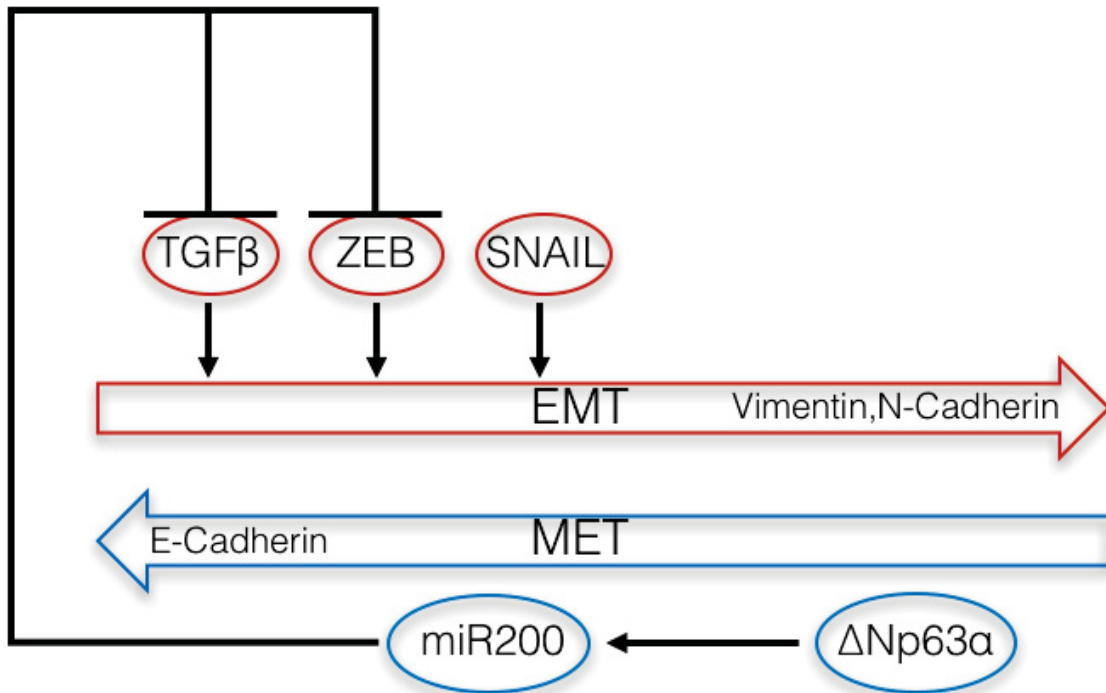 TGFβ
ZEB
SNAIL
EMT
Vimentin,N-Cadherin
E-Cadherin
MET
miR200
ΔNp63α